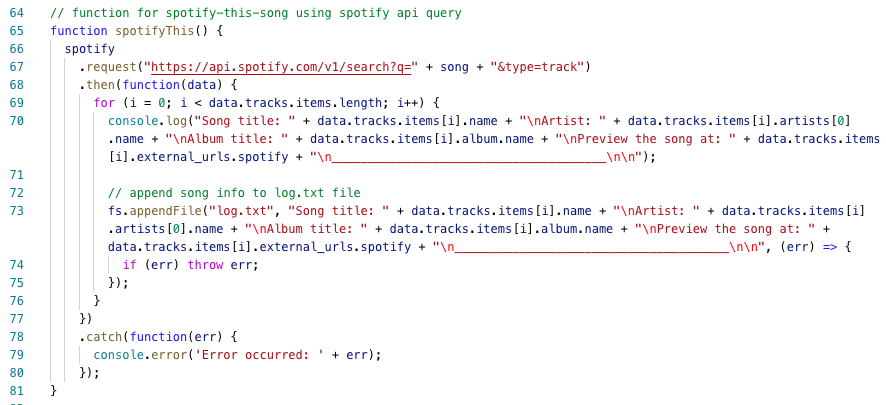 64 // function for spotify-this-song using spotify api query
65 function spotifyThis() {
66 spotify
67 .request("https://api.spotify.com/v1/search?q=" + song + "&type=track")
68 .then(function(data) {
69 for (i = 0; i < data.tracks.items.length; i++) {
70 console.log("Song title: " + data.tracks.items[i].name + "\nArtist: " + data.tracks.items[i].artists[0]
.name + "\nAlbum title: " + data.tracks.items[i].album.name + "\nPreview the song at: " + data.tracks.items
[i].external_urls.spotify + "\n______________________________________\n\n");
71
72 // append song info to log.txt file
73 fs.appendFile("log.txt", "Song title: " + data.tracks.items[i].name + "\nArtist: " + data.tracks.items[i]
.artists[0].name + "\nAlbum title: " + data.tracks.items[i].album.name + "\nPreview the song at: " +
data.tracks.items[i].external_urls.spotify + "\n______________________________________\n\n", (err) => {
74 if (err) throw err;
75 });
76 }
77 })
78 .catch(function(err) {
79 console.error('Error occurred: ' + err);
80 });
81 }